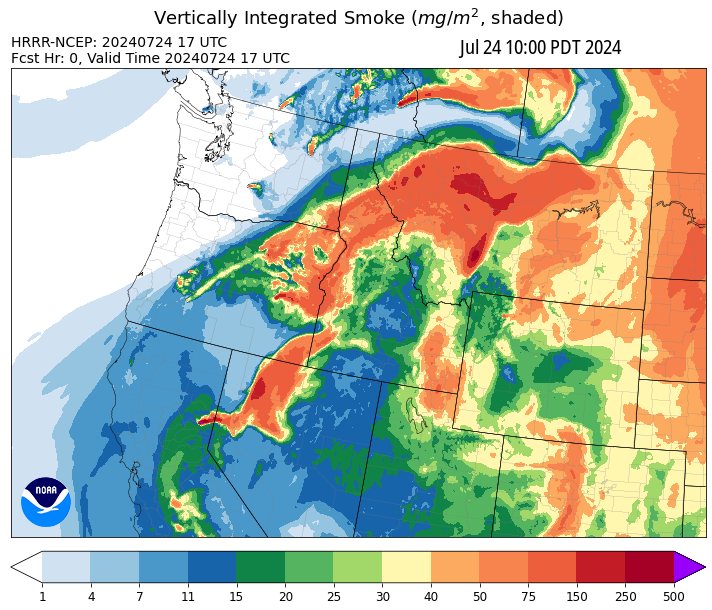 Vertically Integrated Smoke (mg/m², shaded)
HRRR-NCEP: 20240724 17 UTC
Jul 24 10:00 PDT 2024
Fcst Hr: 0, Valid Time 20240724 17 UTC
NOAA
1 4 7 11 15 20 25 30 40 50 75 150 250 500